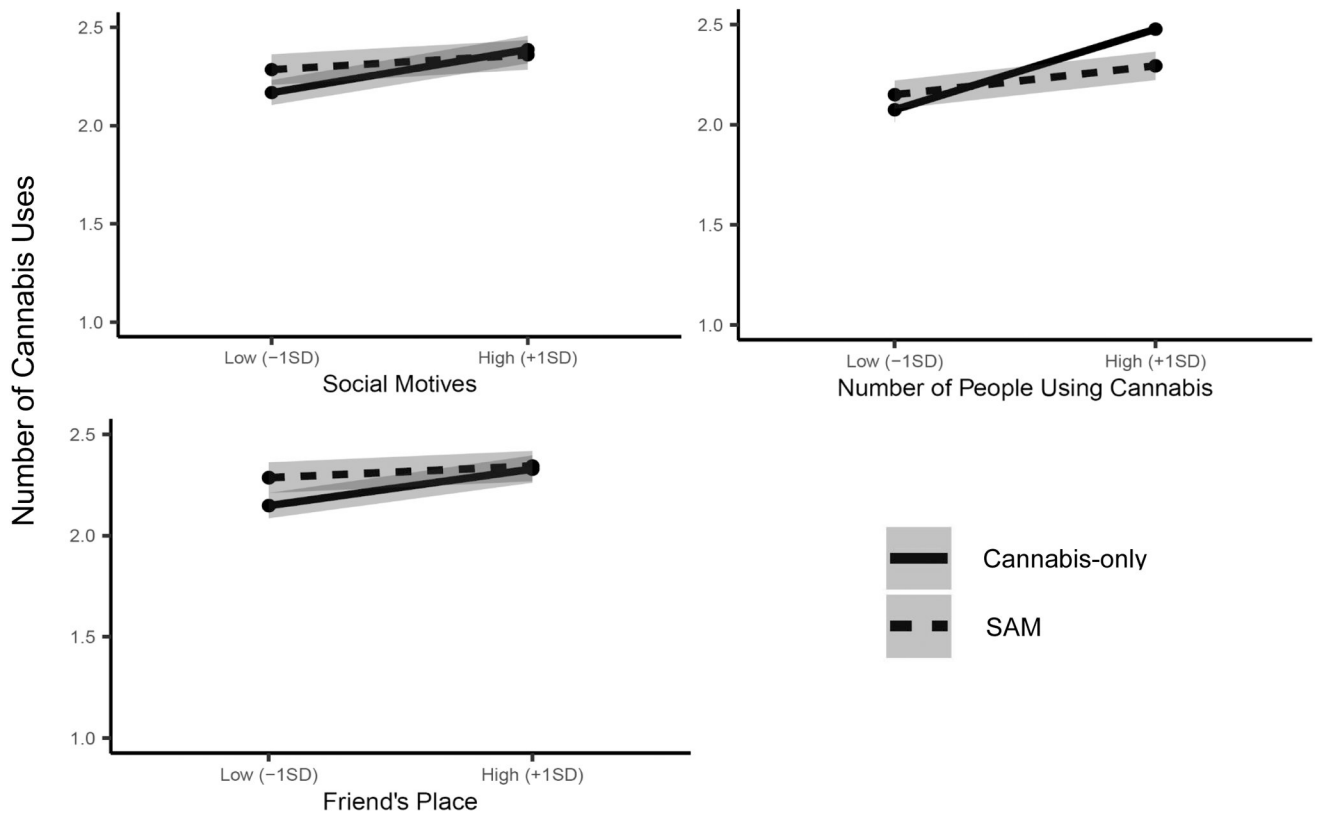 Number of Cannabis Uses
2.5
2.0
1.5
1.0
Low (−1SD)
High (+1SD)
Social Motives
2.5
2.0
1.5
1.0
Low (−1SD)
High (+1SD)
Number of People Using Cannabis
2.5
2.0
1.5
1.0
Low (−1SD)
High (+1SD)
Friend's Place
Cannabis-only
SAM